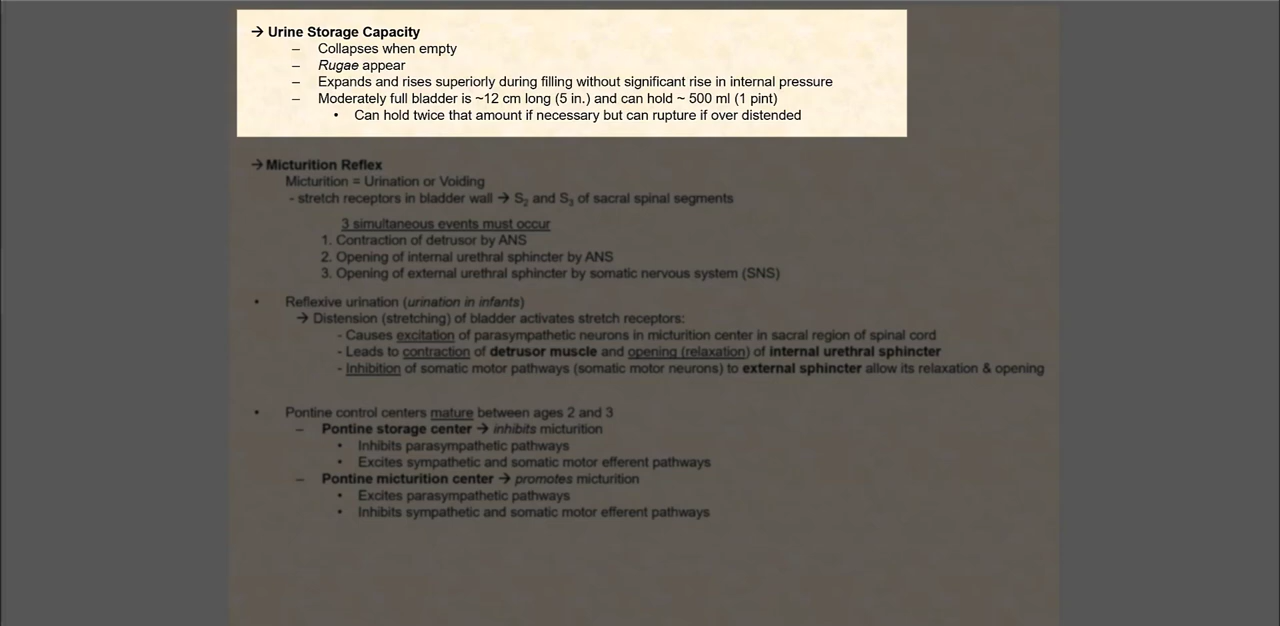 → Urine Storage Capacity
– Collapses when empty
– Rugae appear
– Expands and rises superiorly during filling without significant rise in internal pressure
– Moderately full bladder is ~12 cm long (5 in.) and can hold ~ 500 ml (1 pint)
• Can hold twice that amount if necessary but can rupture if over distended
→ Micturition Reflex
Micturition = Urination or Voiding
- stretch receptors in bladder wall → S2 and S3 of sacral spinal segments
3 simultaneous events must occur
1. Contraction of detrusor by ANS
2. Opening of internal urethral sphincter by ANS
3. Opening of external urethral sphincter by somatic nervous system (SNS)
• Reflexive urination (urination in infants)
→ Distension (stretching) of bladder activates stretch receptors:
- Causes excitation of parasympathetic neurons in micturition center in sacral region of spinal cord
- Leads to contraction of detrusor muscle and opening (relaxation) of internal urethral sphincter
- Inhibition of somatic motor pathways (somatic motor neurons) to external sphincter allow its relaxation & opening
• Pontine control centers mature between ages 2 and 3
– Pontine storage center → inhibits micturition
• Inhibits parasympathetic pathways
• Excites sympathetic and somatic motor efferent pathways
– Pontine micturition center → promotes micturition
• Excites parasympathetic pathways
• Inhibits sympathetic and somatic motor efferent pathways